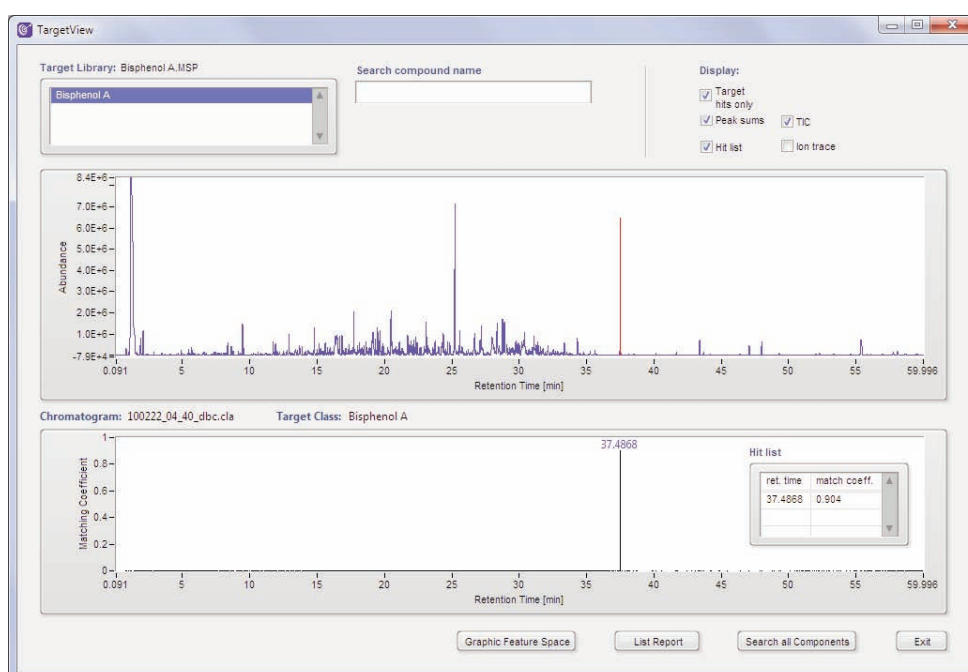 TargetView
Target Library: Bisphenol A.MSP
Bisphenol A
Search compound name
Display:
Target
hits only
Peak sums
TIC
Hit list
Ion trace
8.4E+6
7.0E+6
6.0E+6
5.0E+6
4.0E+6
3.0E+6
2.0E+6
1.0E+6
-7.9E+4
Abundance
0.091 5 10 15 20 25 30 35 40 45 50 55 59.996
Retention Time [min]
Chromatogram: 100222_04_40_dbc.cla Target Class: Bisphenol A
1
0.8
0.6
0.4
0.2
0
Matching Coefficient
37.4868
Hit list
ret. time match coeff.
37.4868 0.904
0.091 5 10 15 20 25 30 35 40 45 50 55 59.996
Retention Time [min]
Graphic Feature Space List Report Search all Components Exit